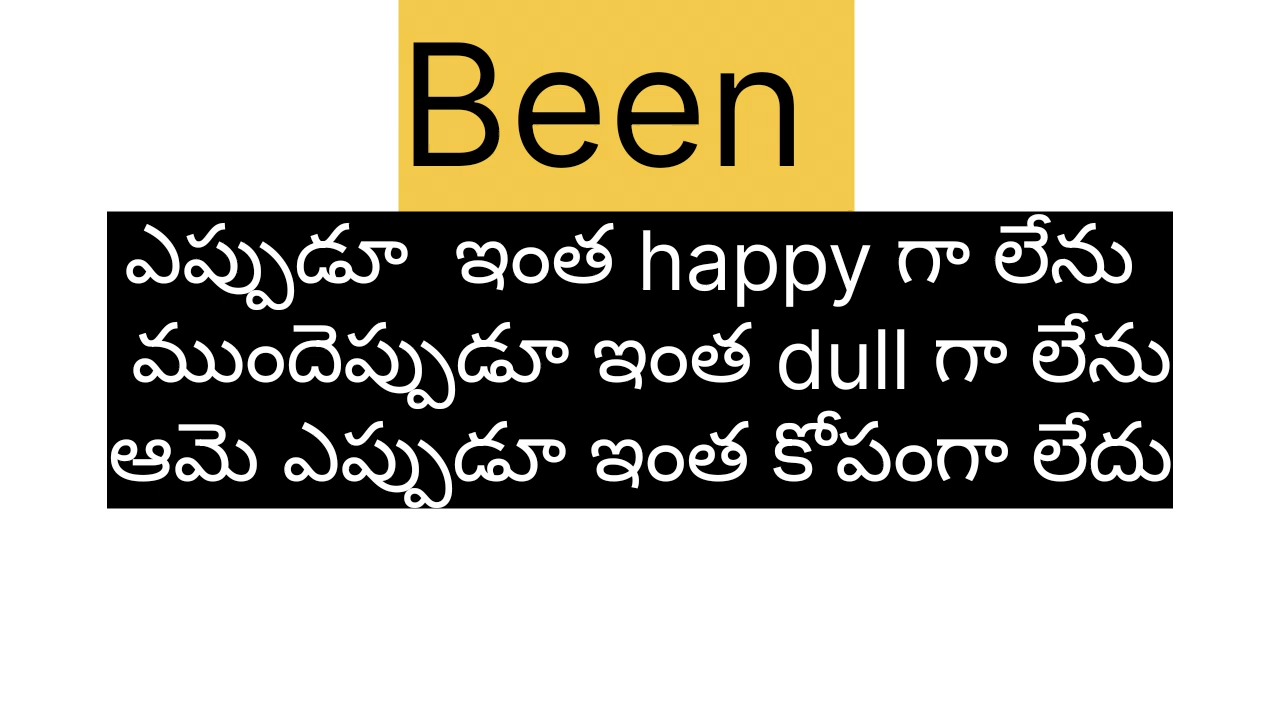 Been
ఎప్పుడూ ఇంత happy గా లేను
ముందెప్పుడూ ఇంత dull గా లేను
ఆమె ఎప్పుడూ ఇంత కోపంగా లేదు